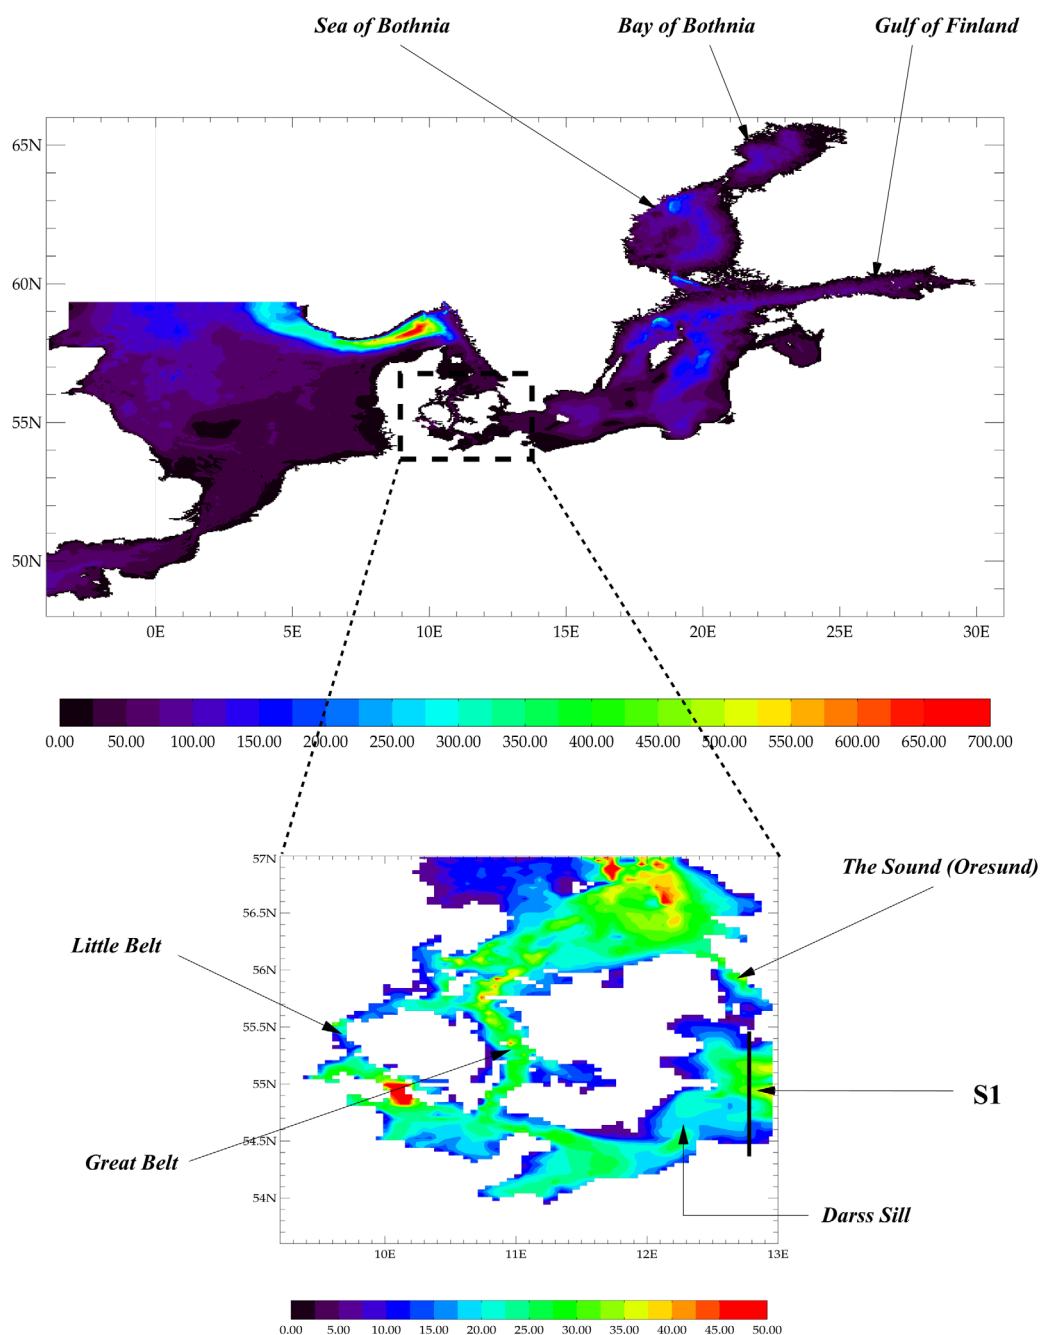 Sea of Bothnia Bay of Bothnia Gulf of Finland
65N
60N
55N
50N
0E 5E 10E 15E 20E 25E 30E
0.00 50.00 100.00 150.00 200.00 250.00 300.00 350.00 400.00 450.00 500.00 550.00 600.00 650.00 700.00
57N
The Sound (Oresund)
56.5N
Little Belt
56N
55.5N
55N
S1
54.5N
Great Belt
54N
Darss Sill
10E 11E 12E 13E
0.00 5.00 10.00 15.00 20.00 25.00 30.00 35.00 40.00 45.00 50.00